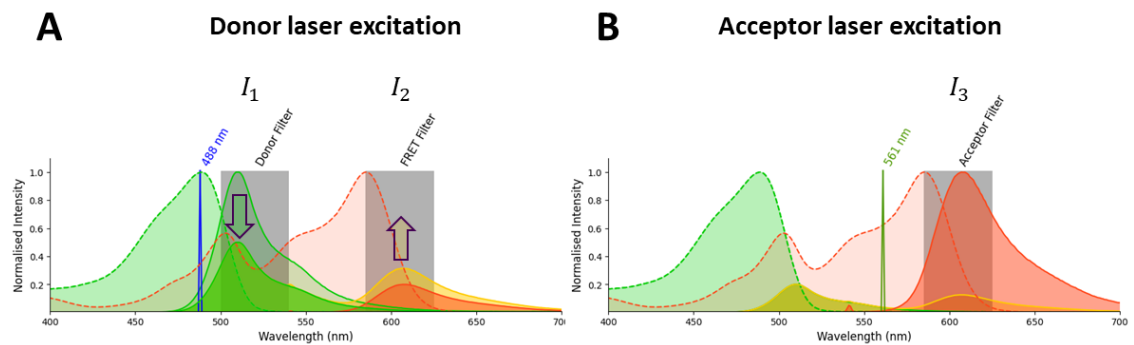 A
Donor laser excitation
I₁
I₂
488 nm
Donor Filter
FRET Filter
Normalised Intensity
1.0
0.8
0.6
0.4
0.2
400
450
500
550
600
650
70
Wavelength (nm)
B
Acceptor laser excitation
I₃
561 nm
Acceptor Filter
Normalised Intensity
1.0
0.8
0.6
0.4
0.2
400
450
500
550
600
650
700
Wavelength (nm)